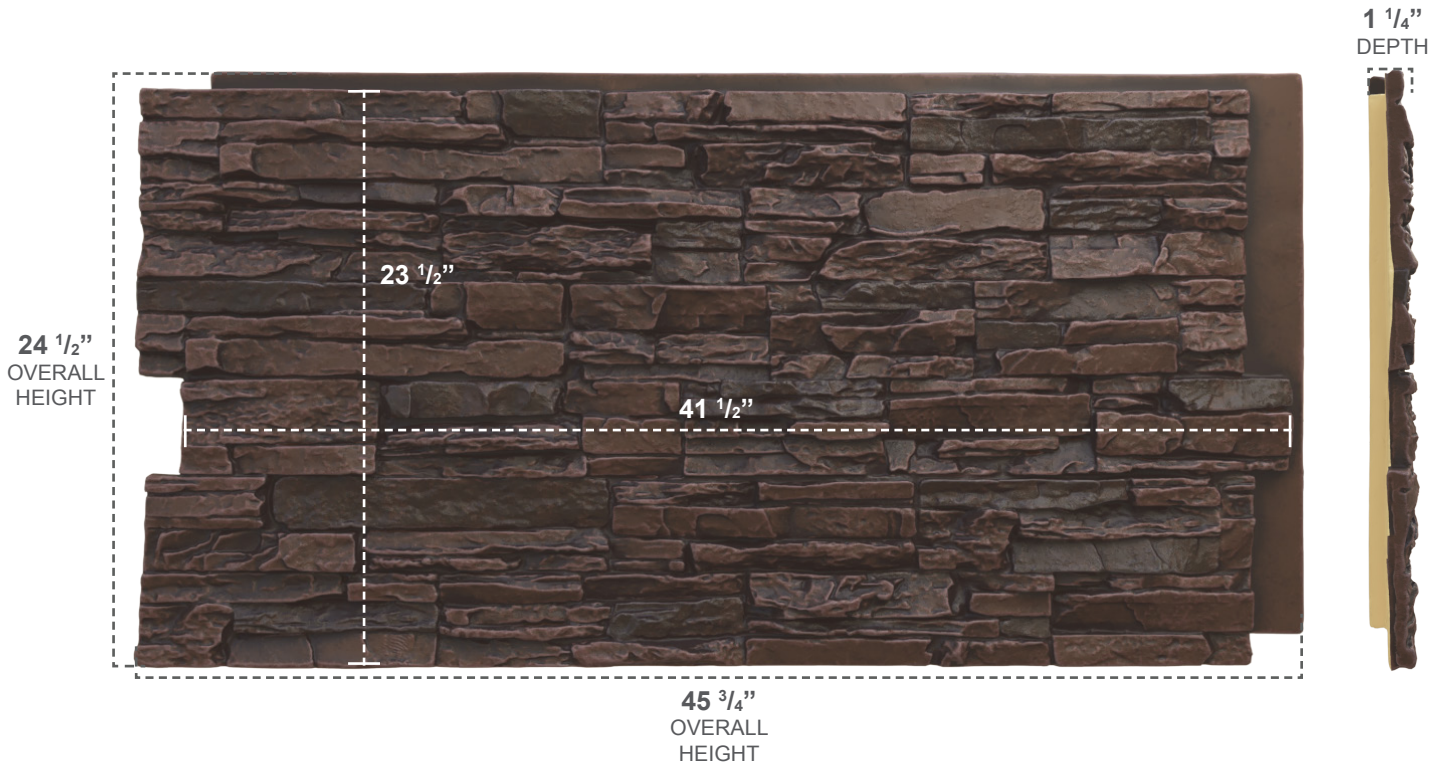 1 1/4”
DEPTH
23 1/2”
24 1/2”
OVERALL
HEIGHT
41 1/2”
45 3/4”
OVERALL
HEIGHT